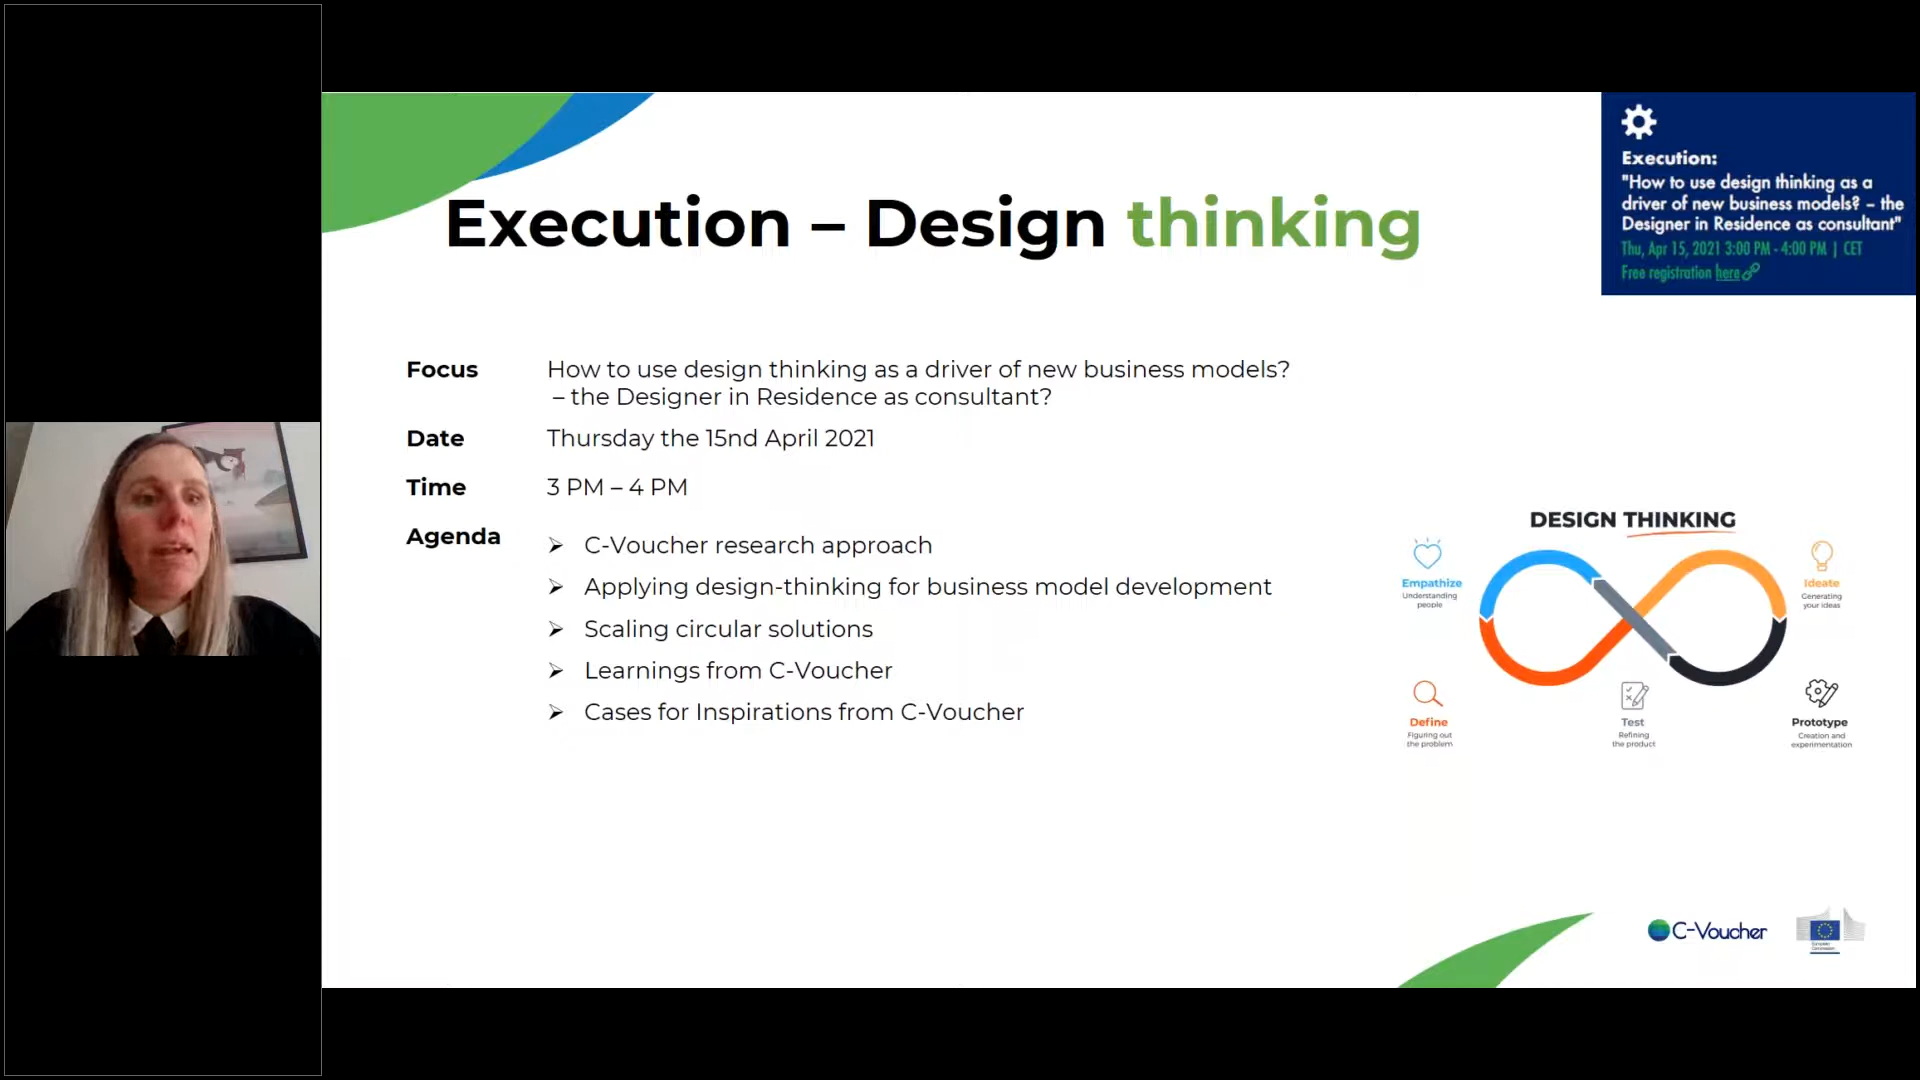 Execution:
"How to use design thinking as a
driver of new business models? – the
Designer in Residence as consultant"
Thu, Apr 15, 2021 3:00 PM - 4:00 PM | CET
Free registration here
Execution – Design thinking
Focus How to use design thinking as a driver of new business models?
– the Designer in Residence as consultant?
Date Thursday the 15nd April 2021
Time 3 PM – 4 PM
Agenda
➢ C-Voucher research approach
➢ Applying design-thinking for business model development
➢ Scaling circular solutions
➢ Learnings from C-Voucher
➢ Cases for Inspirations from C-Voucher
DESIGN THINKING
Empathize
Understanding
people
Ideate
Generating
your ideas
Define
Figuring out
the problem
Test
Refining
the product
Prototype
Creation and
experimentation
C-Voucher
European
Commission